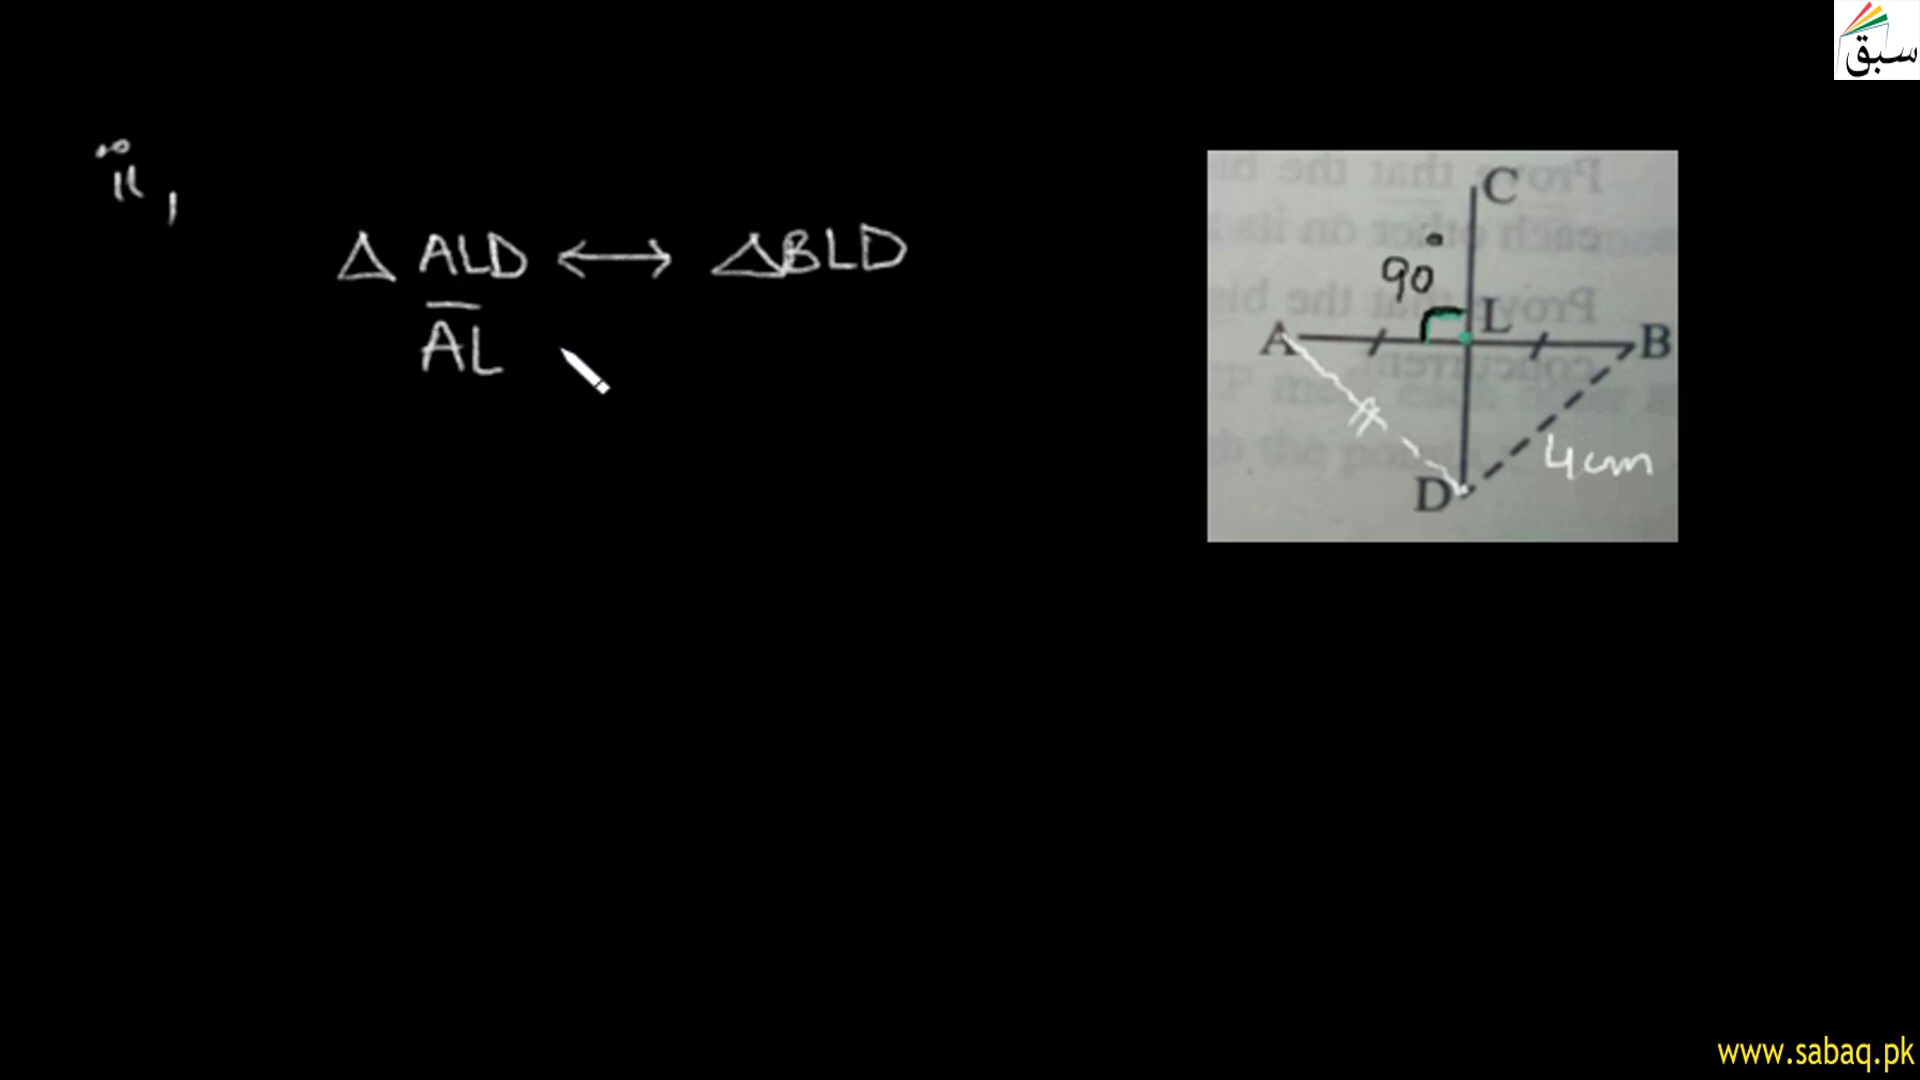 سبق
ii,
△ ALD ↔ △BLD
AL
C
90°
L
A
B
4cm
D
www.sabaq.pk